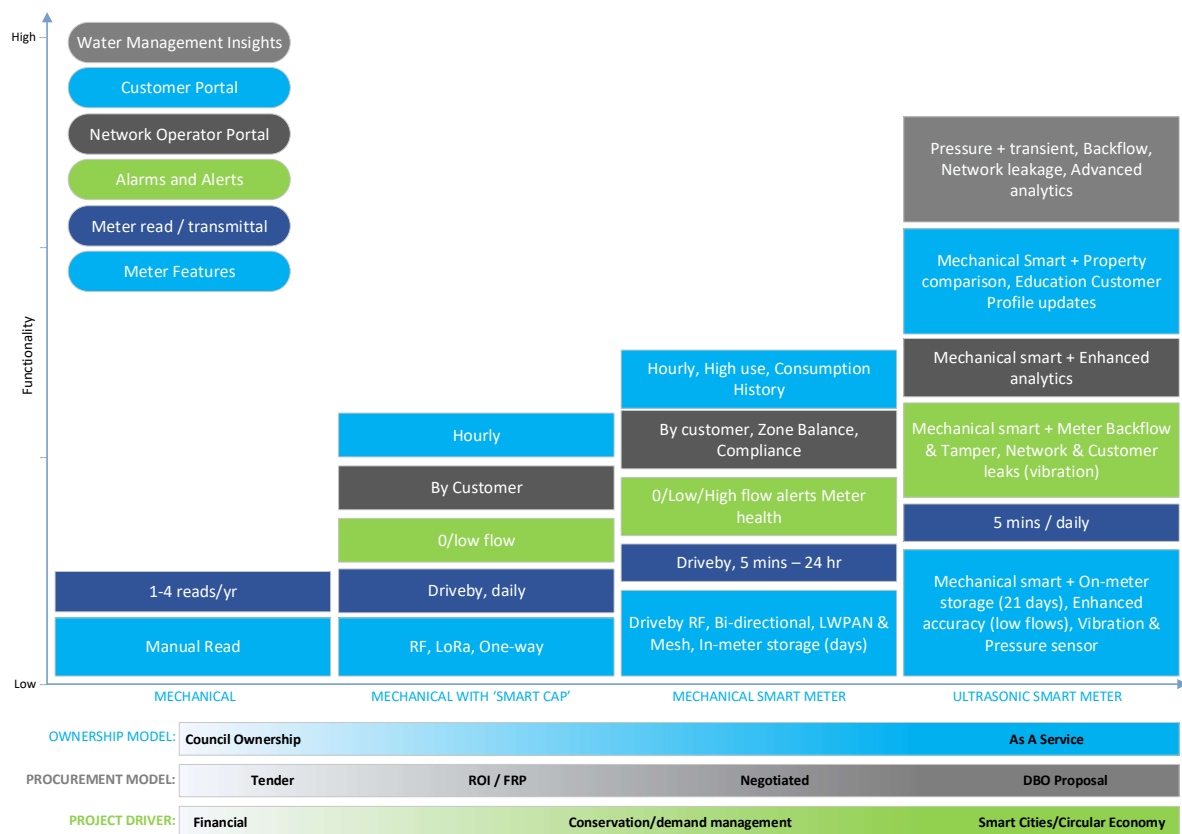 High
Water Management Insights
Customer Portal
Network Operator Portal
Alarms and Alerts
Meter read / transmittal
Meter Features
Functionality
Low
1-4 reads/yr
Manual Read
MECHANICAL
Hourly
By Customer
0/low flow
Driveby, daily
RF, LoRa, One-way
MECHANICAL WITH ‘SMART CAP’
Hourly, High use, Consumption
History
By customer, Zone Balance,
Compliance
0/Low/High flow alerts Meter
health
Driveby, 5 mins – 24 hr
Driveby RF, Bi-directional, LWPAN &
Mesh, In-meter storage (days)
MECHANICAL SMART METER
Pressure + transient, Backflow,
Network leakage, Advanced
analytics
Mechanical Smart + Property
comparison, Education Customer
Profile updates
Mechanical smart + Enhanced
analytics
Mechanical smart + Meter Backflow
& Tamper, Network & Customer
leaks (vibration)
5 mins / daily
Mechanical smart + On-meter
storage (21 days), Enhanced
accuracy (low flows), Vibration &
Pressure sensor
ULTRASONIC SMART METER
OWNERSHIP MODEL: Council Ownership As A Service
PROCUREMENT MODEL: Tender ROI / FRP Negotiated DBO Proposal
PROJECT DRIVER: Financial Conservation/demand management Smart Cities/Circular Economy